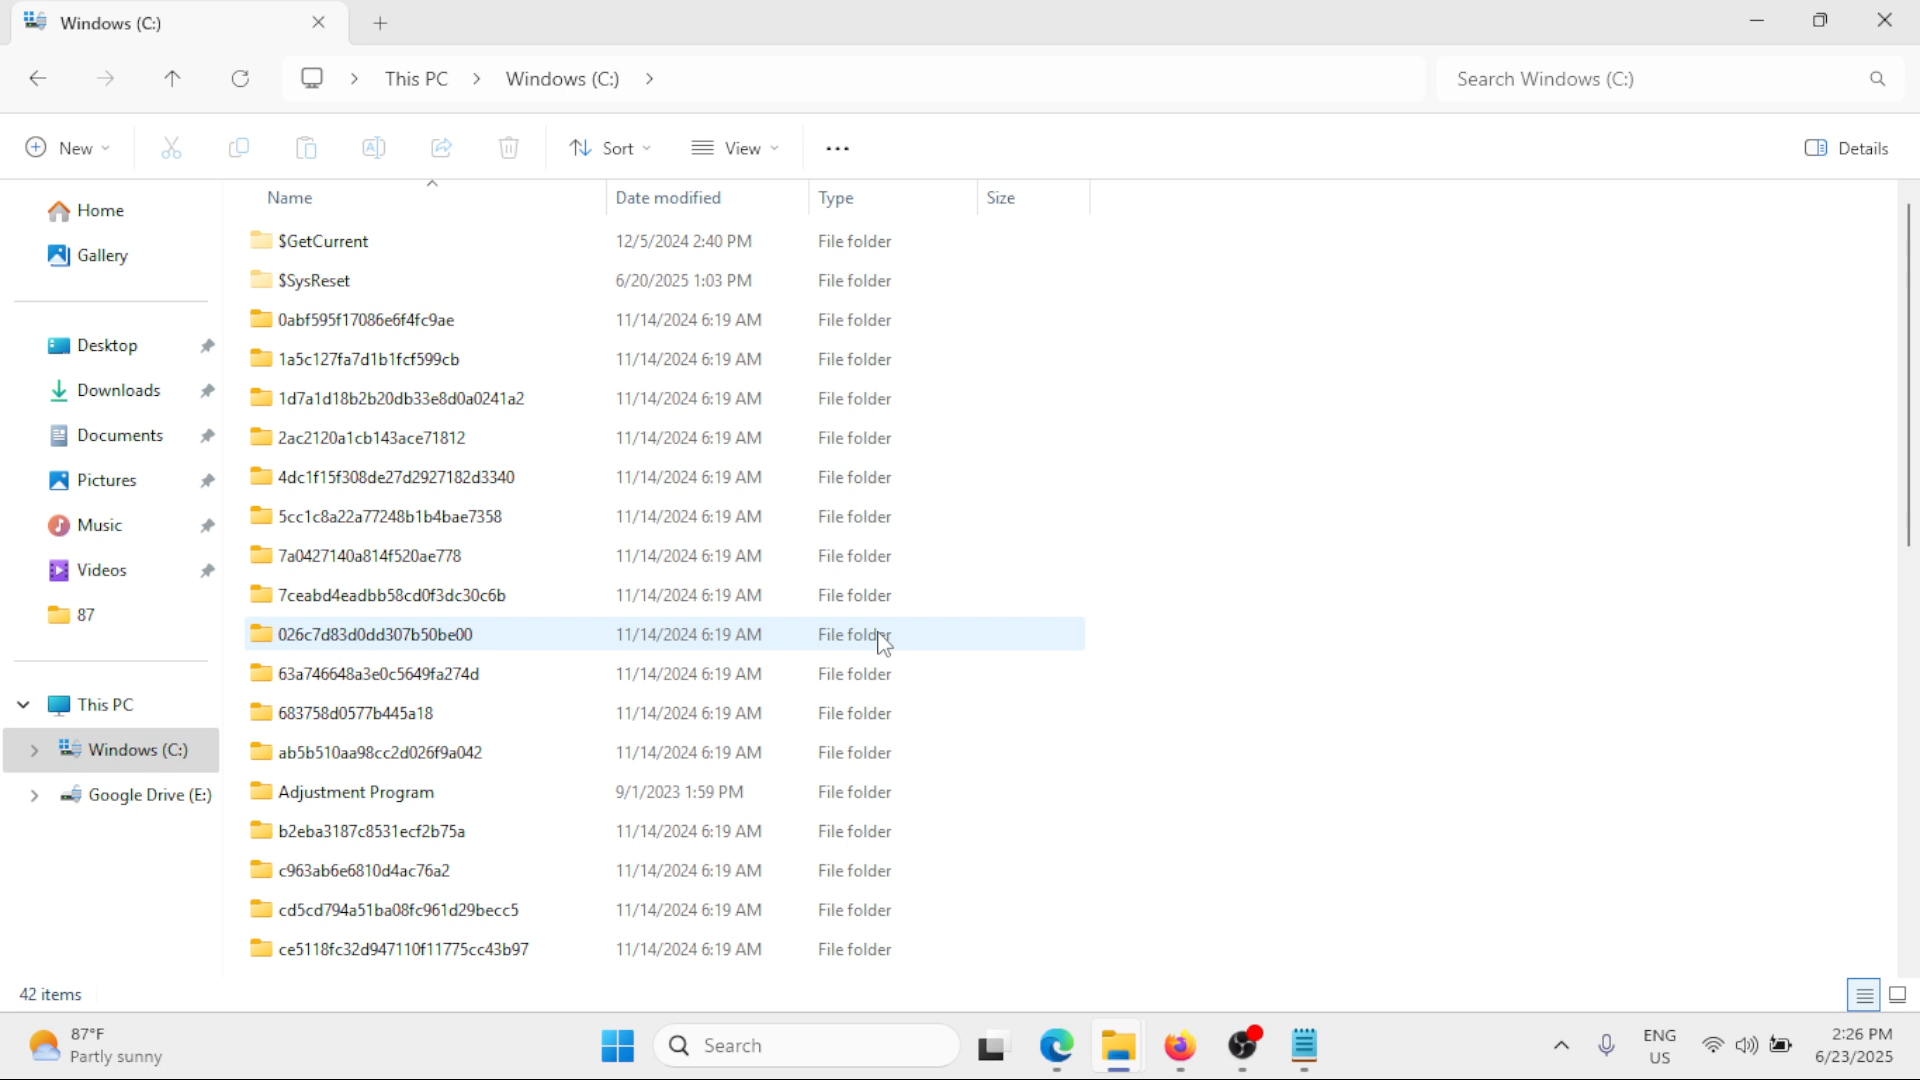 Windows (C:)
This PC
Windows (C:)
Search Windows (C:)
New
Sort
View
Details
Home
Gallery
Desktop
Downloads
Documents
Pictures
Music
Videos
87
This PC
Windows (C:)
Google Drive (E:)
Name Date modified Type Size
$GetCurrent 12/5/2024 2:40 PM File folder
$SysReset 6/20/2025 1:03 PM File folder
0abf595f17086e6f4fc9ae 11/14/2024 6:19 AM File folder
1a5c127fa7d1b1fcf599cb 11/14/2024 6:19 AM File folder
1d7a1d18b2b20db33e8d0a0241a2 11/14/2024 6:19 AM File folder
2ac2120a1cb143ace71812 11/14/2024 6:19 AM File folder
4dc1f15f308de27d2927182d3340 11/14/2024 6:19 AM File folder
5cc1c8a22a77248b1b4bae7358 11/14/2024 6:19 AM File folder
7a0427140a814f520ae778 11/14/2024 6:19 AM File folder
7ceabd4eadbb58cd0f3dc30c6b 11/14/2024 6:19 AM File folder
026c7d83d0dd307b50be00 11/14/2024 6:19 AM File folder
63a746648a3e0c5649fa274d 11/14/2024 6:19 AM File folder
683758d0577b445a18 11/14/2024 6:19 AM File folder
ab5b510aa98cc2d026f9a042 11/14/2024 6:19 AM File folder
Adjustment Program 9/1/2023 1:59 PM File folder
b2eba3187c8531ecf2b75a 11/14/2024 6:19 AM File folder
c963ab6e6810d4ac76a2 11/14/2024 6:19 AM File folder
cd5cd794a51ba08fc961d29becc5 11/14/2024 6:19 AM File folder
ce5118fc32d947110f11775cc43b97 11/14/2024 6:19 AM File folder
42 items
87°F
Partly sunny
Search
ENG
US
2:26 PM
6/23/2025